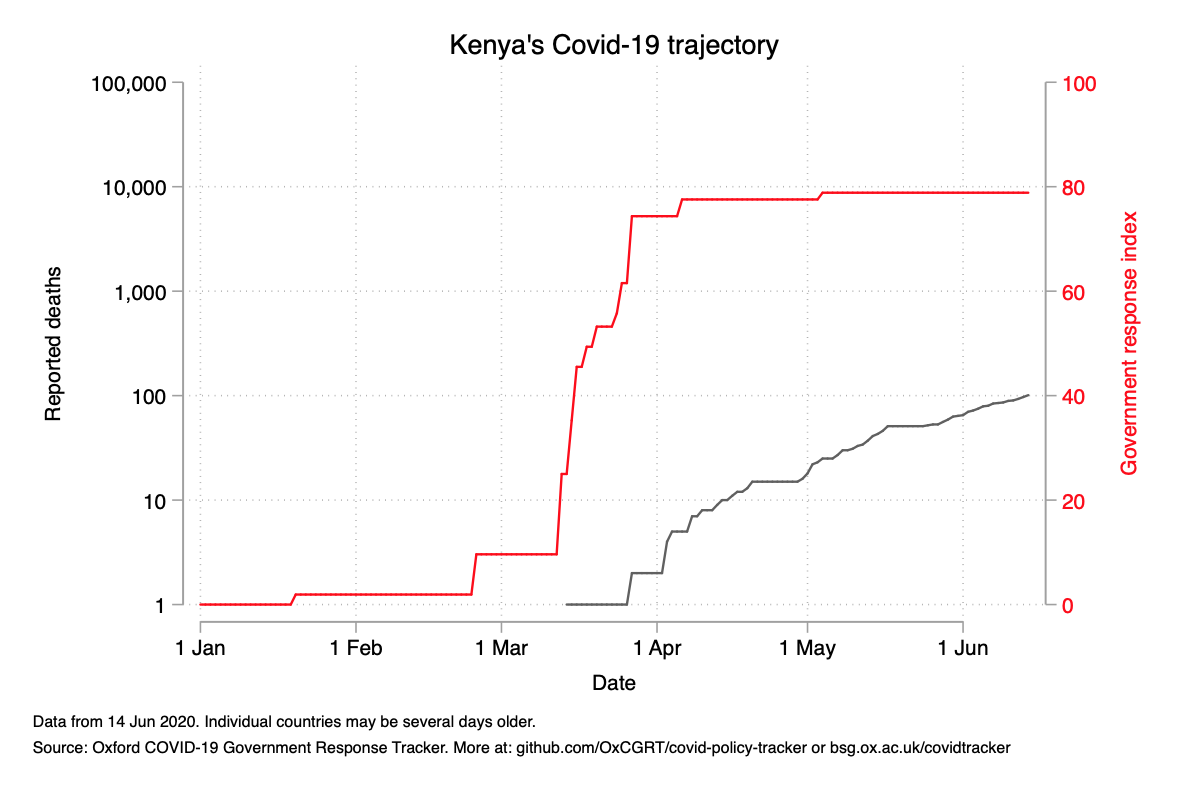 Kenya's Covid-19 trajectory
100,000
10,000
1,000
100
10
1
Reported deaths
100
80
60
40
20
0
Government response index
1 Jan 1 Feb 1 Mar 1 Apr 1 May 1 Jun
Date
Data from 14 Jun 2020. Individual countries may be several days older.
Source: Oxford COVID-19 Government Response Tracker. More at: github.com/OxCGRT/covid-policy-tracker or bsg.ox.ac.uk/covidtracker